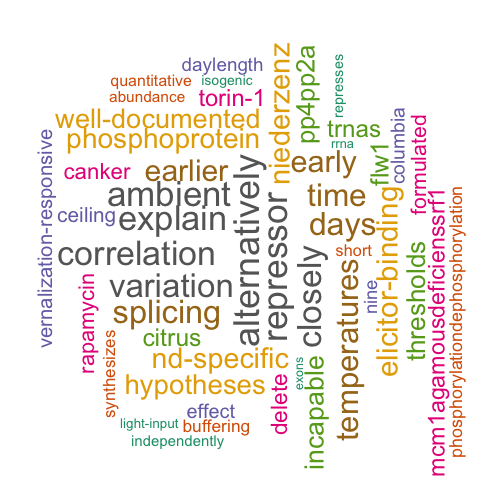 daylength
quantitative
isogenic
abundance
torin-1
niederzenz
pp4pp2a
represses
well-documented
phosphoprotein
trnas
rrna
flw1
columbia
formulated
vernalization-responsive
canker
earlier
early
ambient
alternatively
repressor
time
ceiling
explain
days
elicitor-binding
mcm1agamousdeficienssrf1
phosphorylationdephosphorylation
correlation
closely
short
temperatures
thresholds
rapamycin
variation
nine
synthesizes
splicing
citrus
nd-specific
hypotheses
delete
exons
incapable
effect
light-input
buffering
independently